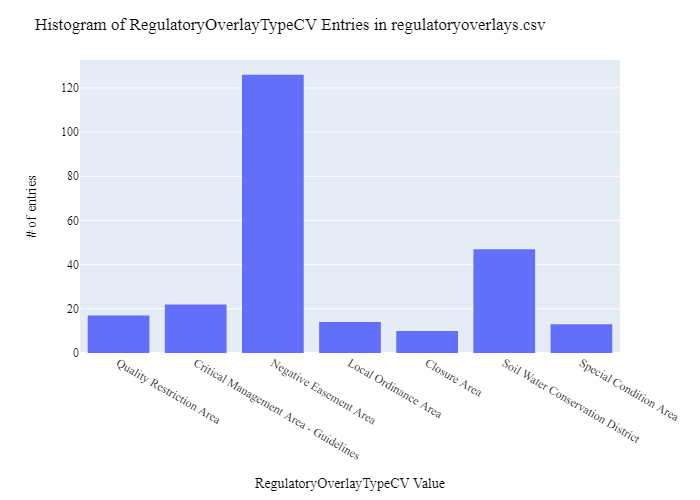 Histogram of RegulatoryOverlayTypeCV Entries in regulatoryoverlays.csv
# of entries
120
100
80
60
40
20
0
Quality Restriction Area
Critical Management Area - Guidelines
Negative Easement Area
Local Ordinance Area
Closure Area
Soil Water Conservation District
Special Condition Area
RegulatoryOverlayTypeCV Value